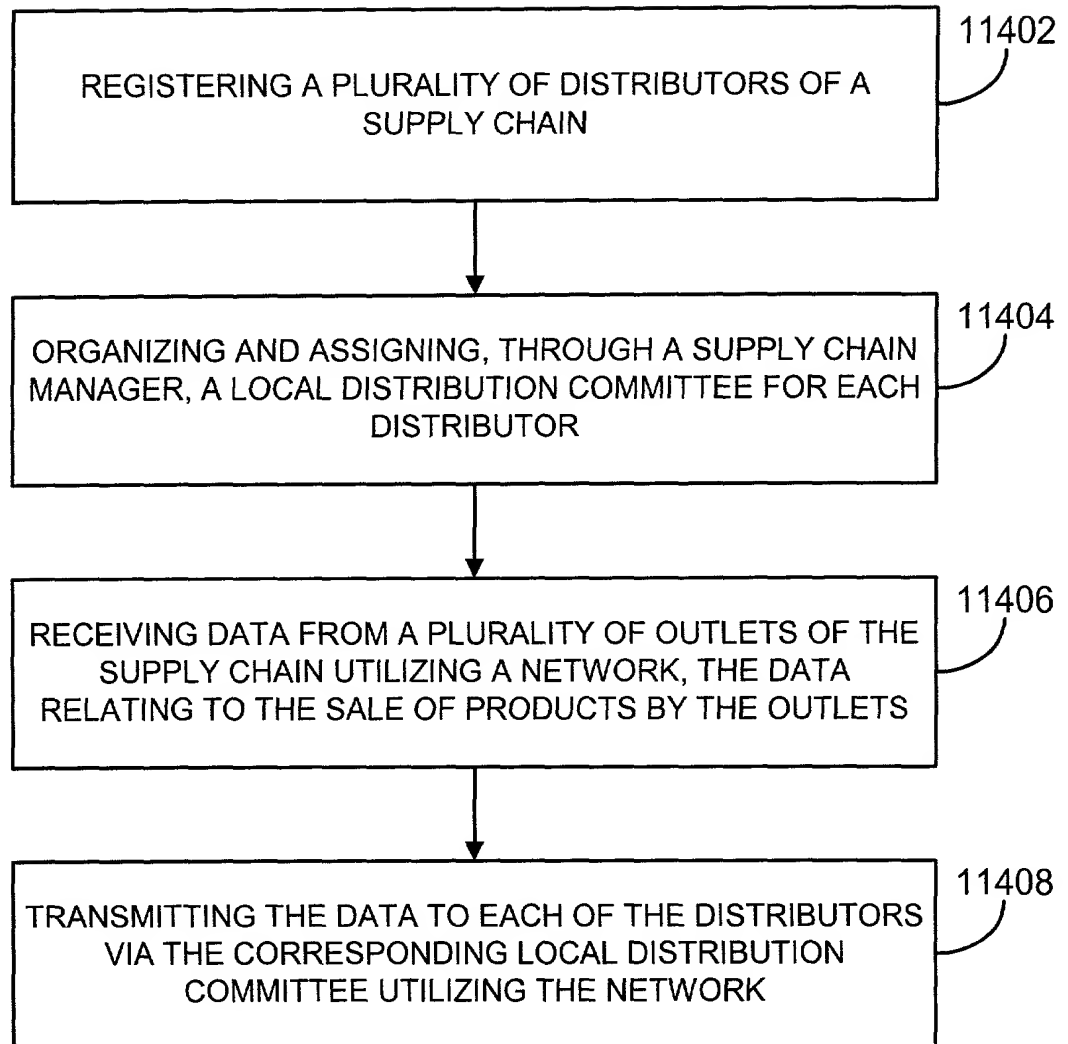 11402
REGISTERING A PLURALITY OF DISTRIBUTORS OF A
SUPPLY CHAIN
11404
ORGANIZING AND ASSIGNING, THROUGH A SUPPLY CHAIN
MANAGER, A LOCAL DISTRIBUTION COMMITTEE FOR EACH
DISTRIBUTOR
11406
RECEIVING DATA FROM A PLURALITY OF OUTLETS OF THE
SUPPLY CHAIN UTILIZING A NETWORK, THE DATA
RELATING TO THE SALE OF PRODUCTS BY THE OUTLETS
11408
TRANSMITTING THE DATA TO EACH OF THE DISTRIBUTORS
VIA THE CORRESPONDING LOCAL DISTRIBUTION
COMMITTEE UTILIZING THE NETWORK